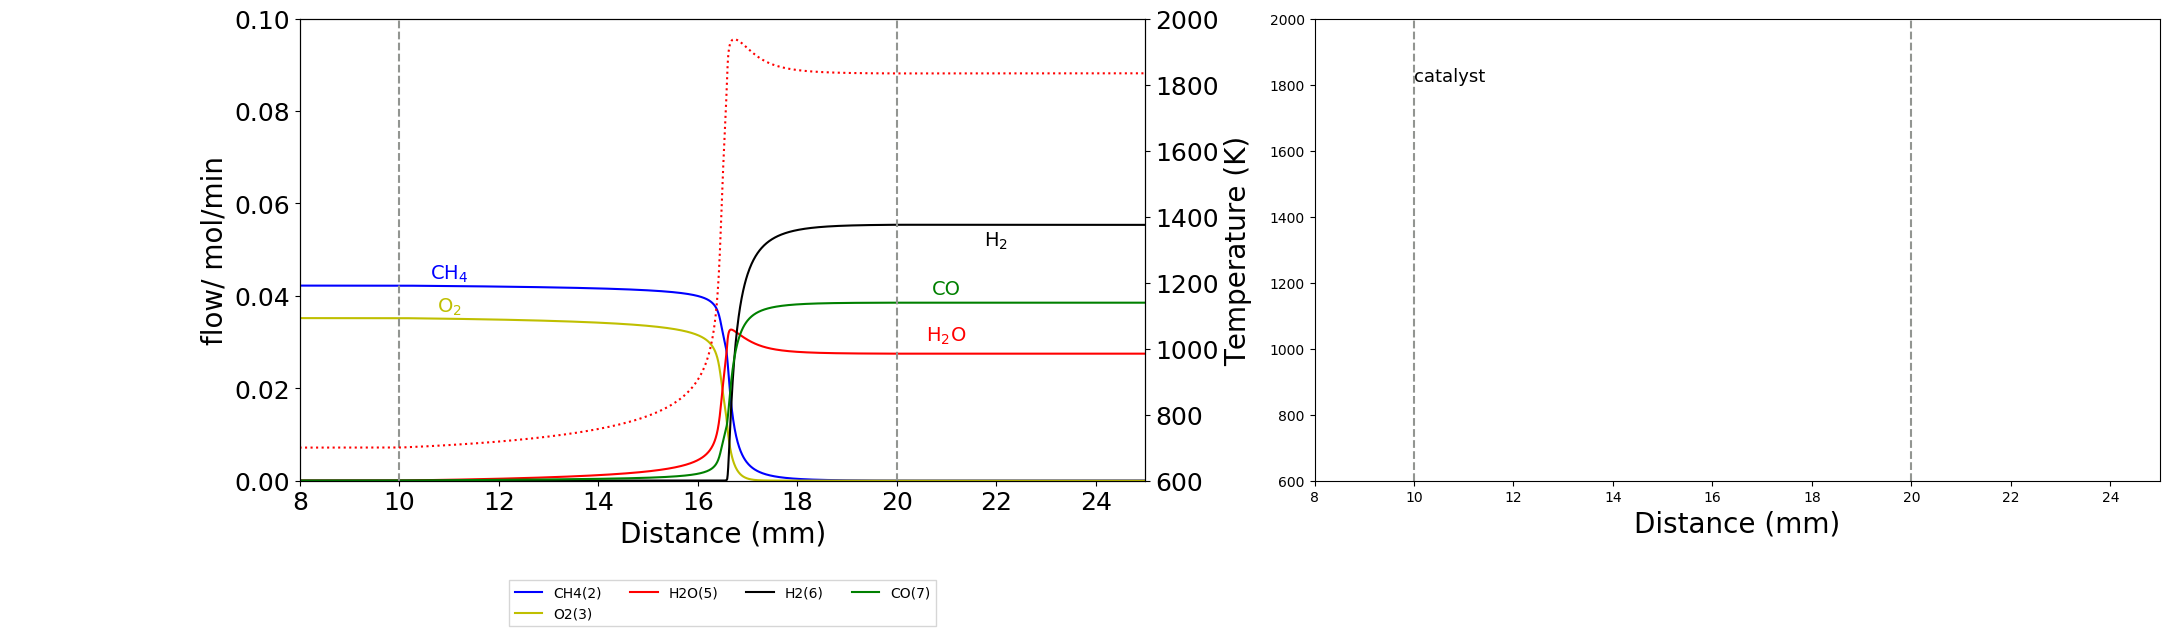 0.10
0.08
0.06
0.04
0.02
0.00
flow/ mol/min
8 10 12 14 16 18 20 22 24
Distance (mm)
CH₄
O₂
H₂
CO
H₂O
2000
1800
1600
1400
1200
1000
800
600
Temperature (K)
CH4(2) H2O(5) H2(6) CO(7)
O2(3)
2000
1800
1600
1400
1200
1000
800
600
catalyst
8 10 12 14 16 18 20 22 24
Distance (mm)